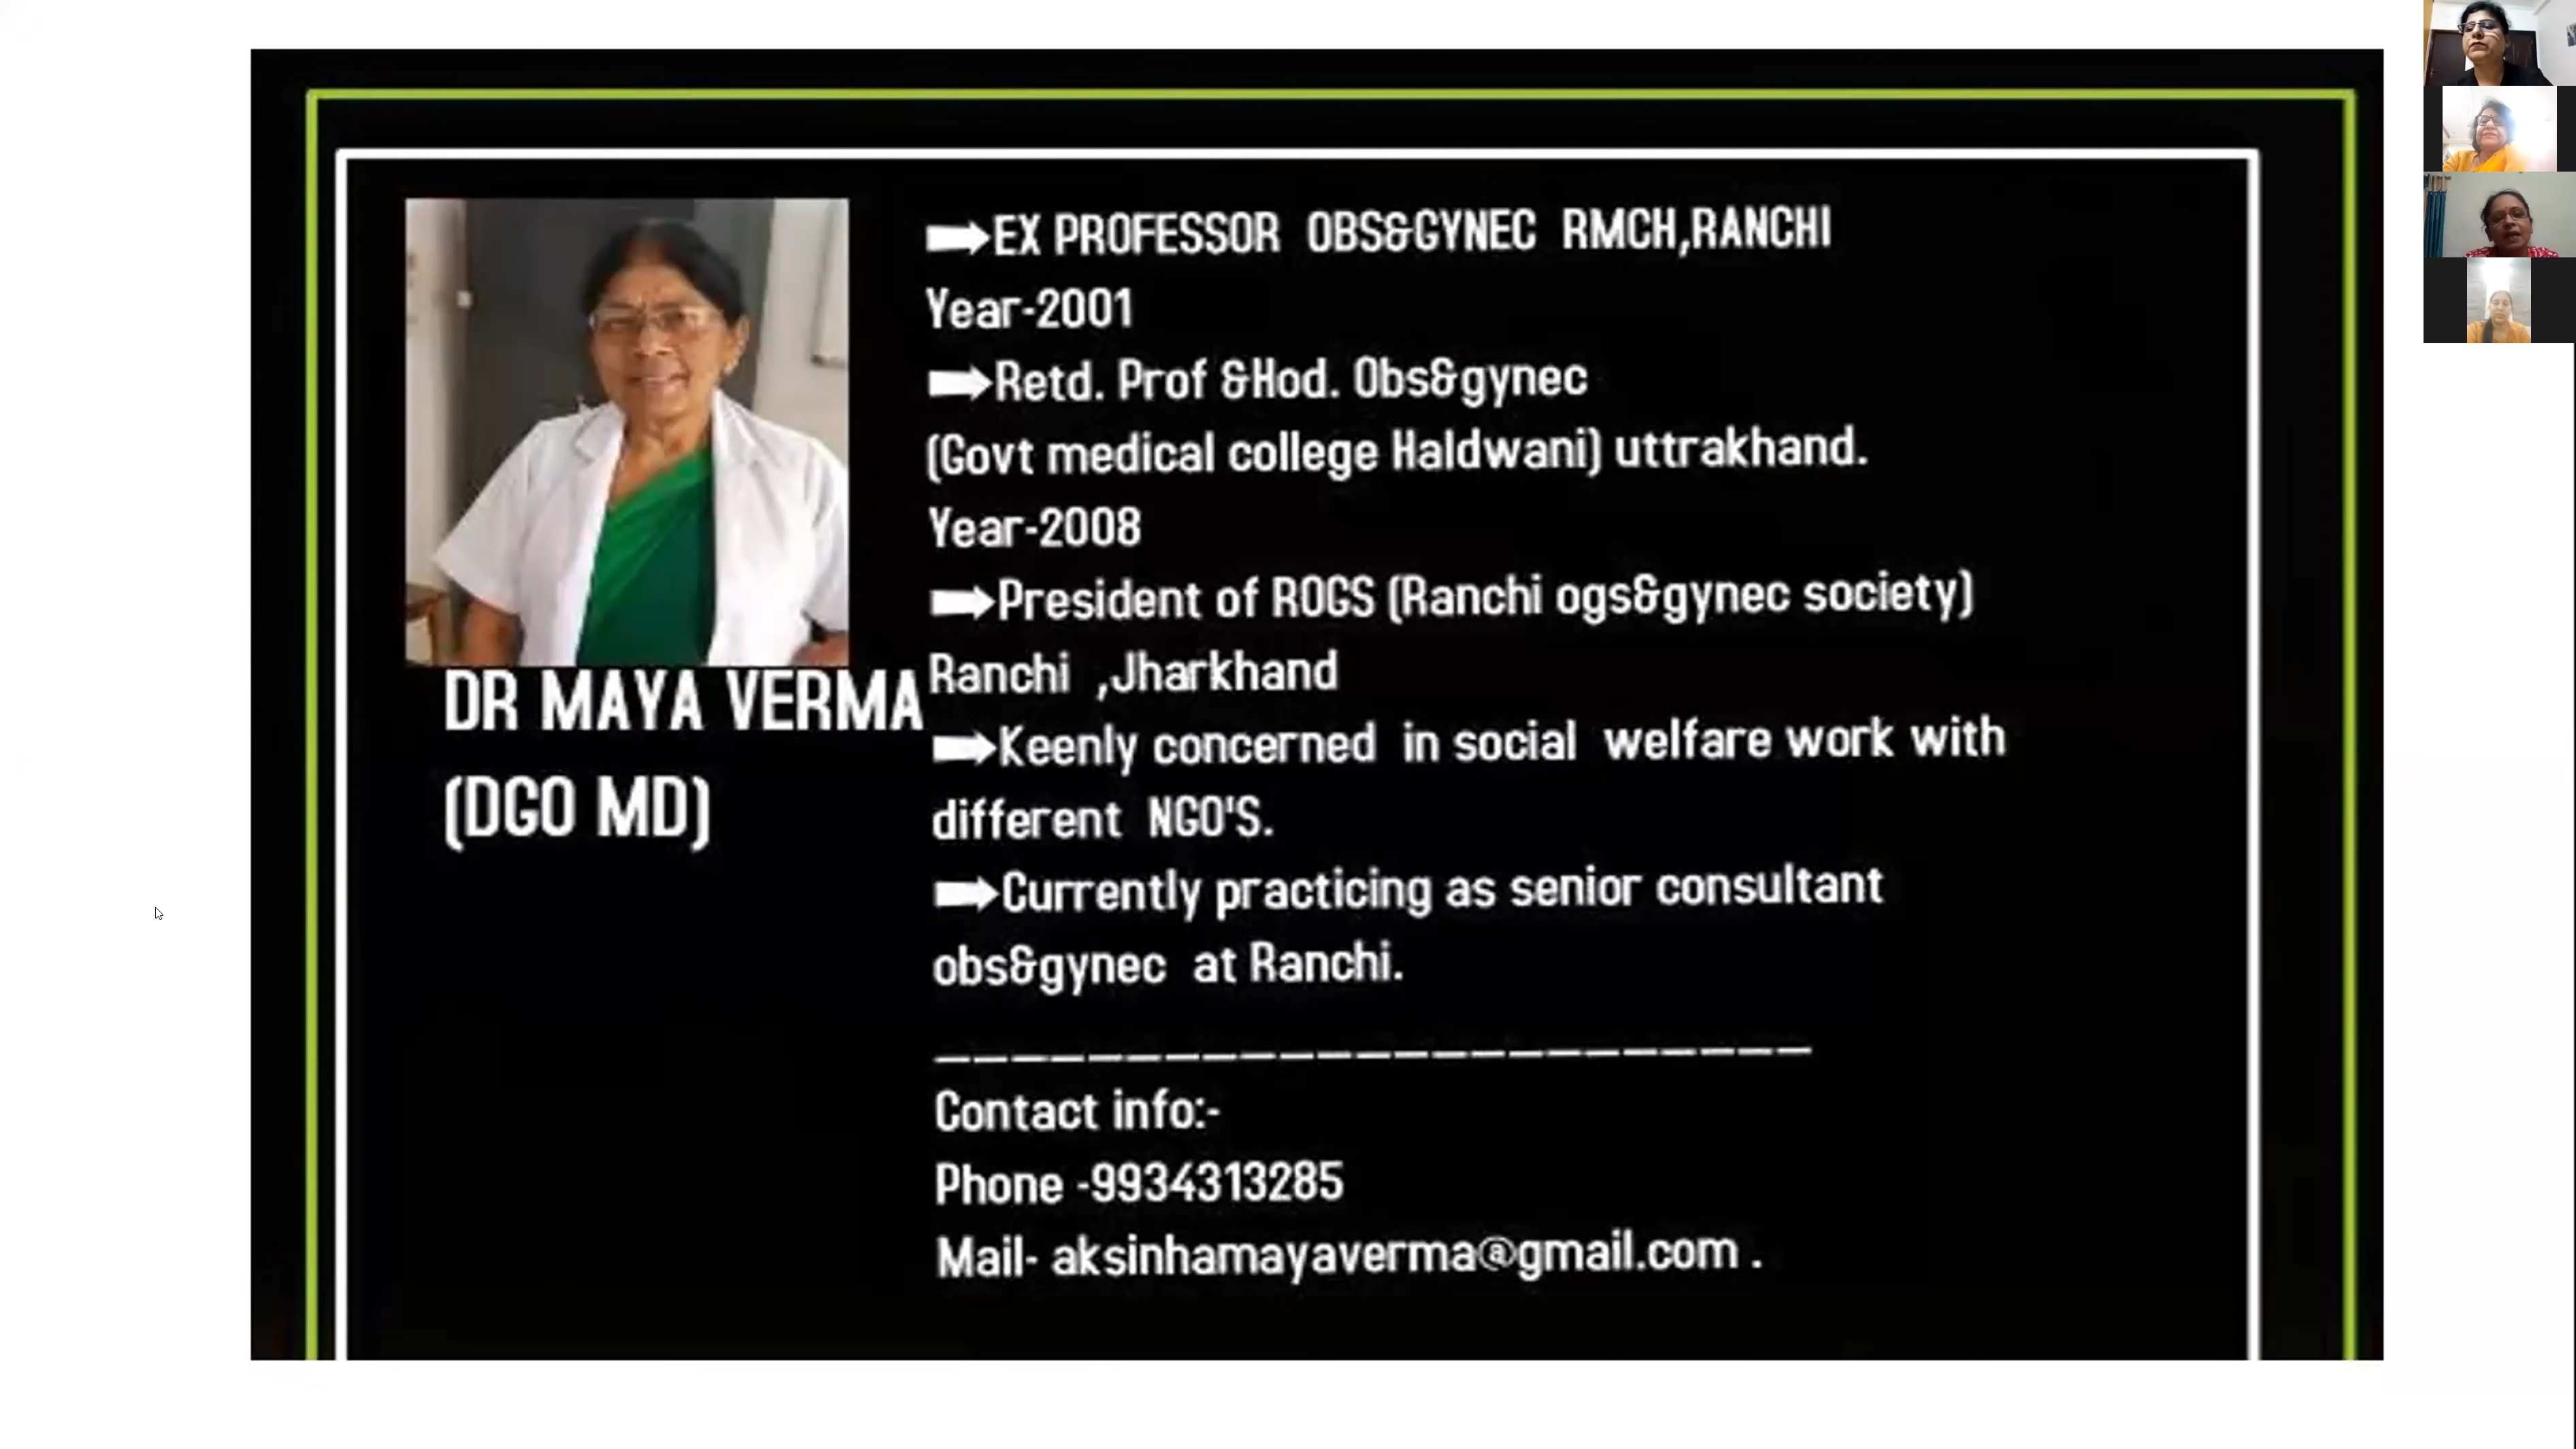 DR MAYA VERMA
(DGO MD)
➡EX PROFESSOR OBS&GYNEC RMCH,RANCHI
Year-2001
➡Retd. Prof &Hod. Obs&gynec
(Govt medical college Haldwani) uttrakhand.
Year-2008
➡President of ROGS (Ranchi ogs&gynec society)
Ranchi ,Jharkhand
➡Keenly concerned in social welfare work with
different NGO'S.
➡Currently practicing as senior consultant
obs&gynec at Ranchi.
_______________________
Contact info:-
Phone -9934313285
Mail- aksinhamayaverma@gmail.com .